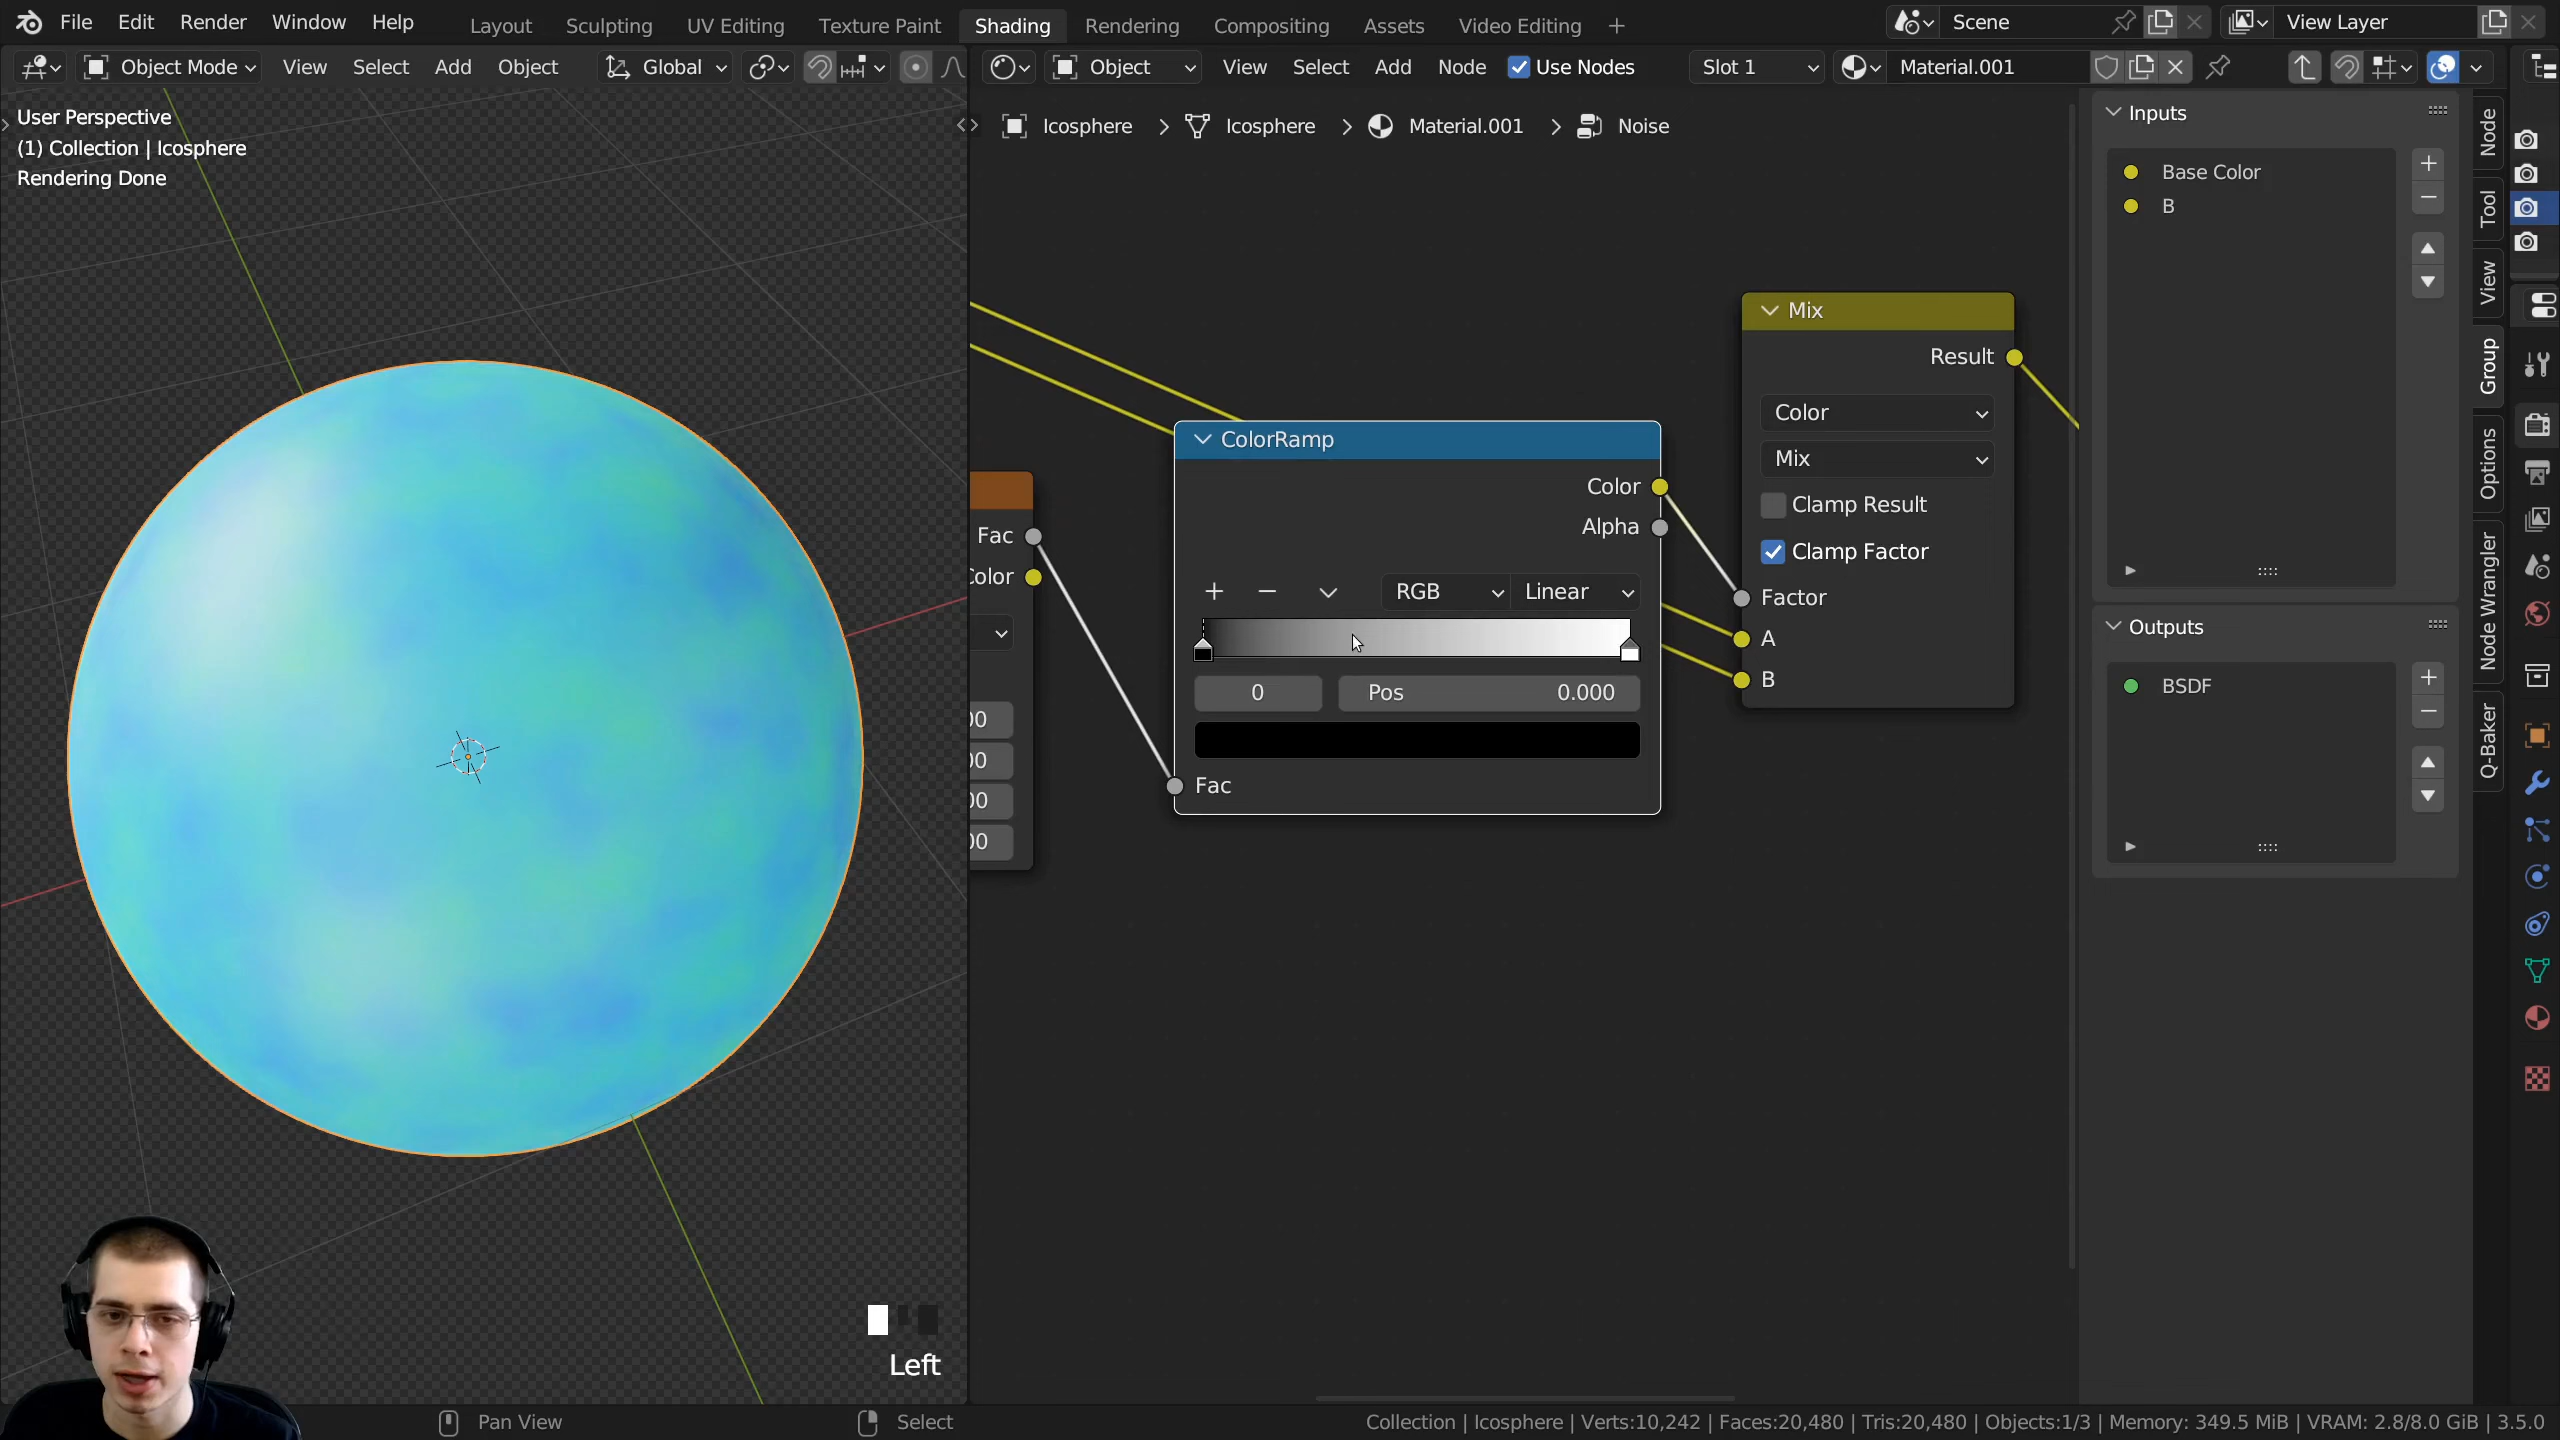 File Edit Render Window Help
Layout Sculpting UV Editing Texture Paint Shading Rendering Compositing Assets Video Editing +
Scene View Layer
Object Mode View Select Add Object Global
Object View Select Add Node Use Nodes Slot 1 Material.001
User Perspective
(1) Collection | Icosphere
Rendering Done
Icosphere > Icosphere > Material.001 > Noise
Fac
Color
00
00
00
00
ColorRamp
Color
Alpha
RGB Linear
0 Pos 0.000
Fac
Mix
Result
Color
Mix
Clamp Result
Clamp Factor
Factor
A
B
Inputs
Base Color
B
Outputs
BSDF
Node
Tool
View
Group
Options
Node Wrangler
Q-Baker
Left
Pan View
Select
Collection | Icosphere | Verts:10,242 | Faces:20,480 | Tris:20,480 | Objects:1/3 | Memory: 349.5 MiB | VRAM: 2.8/8.0 GiB | 3.5.0